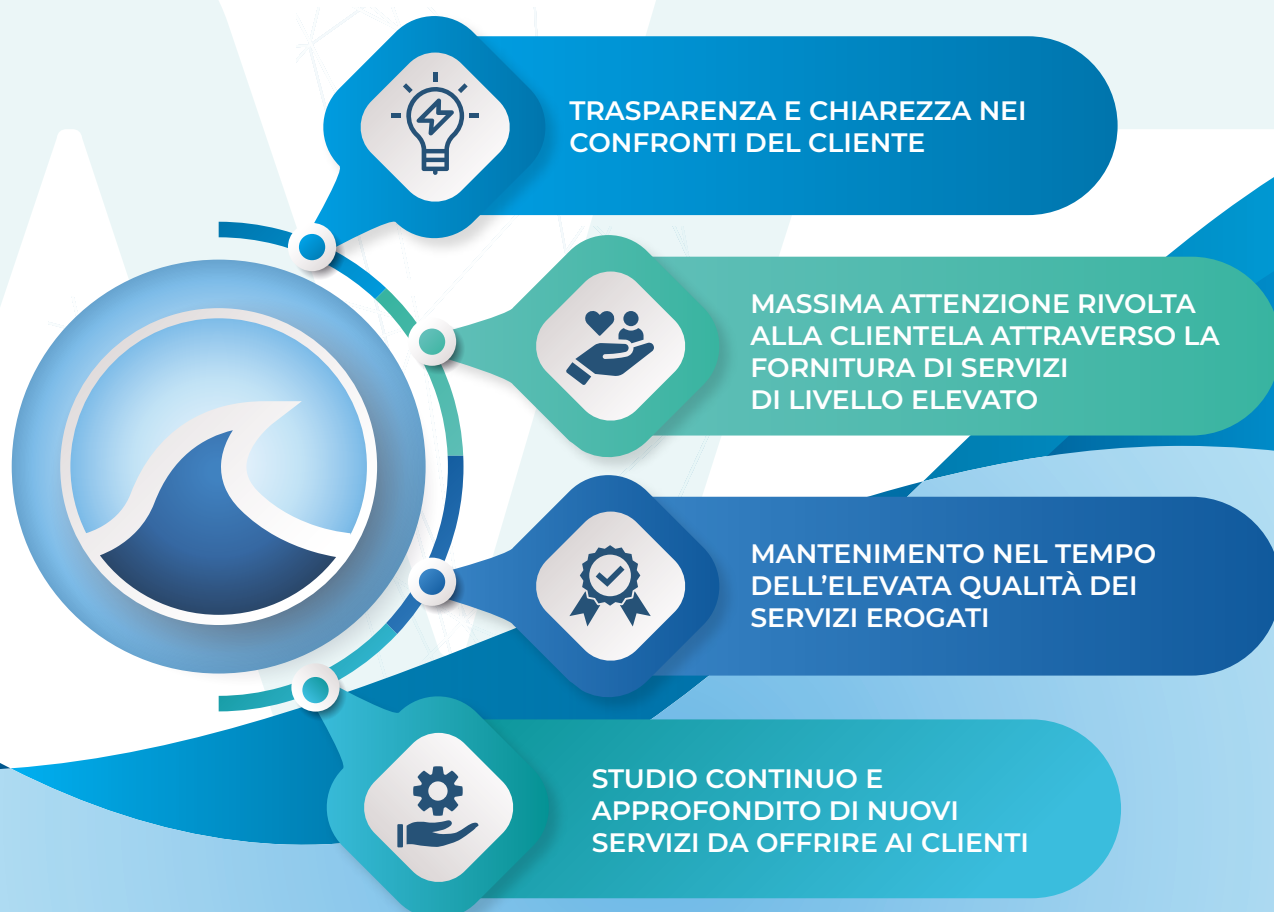 TRASPARENZA E CHIAREZZA NEI
CONFRONTI DEL CLIENTE
MASSIMA ATTENZIONE RIVOLTA
ALLA CLIENTELA ATTRAVERSO LA
FORNITURA DI SERVIZI
DI LIVELLO ELEVATO
MANTENIMENTO NEL TEMPO
DELL’ELEVATA QUALITÀ DEI
SERVIZI EROGATI
STUDIO CONTINUO E
APPROFONDITO DI NUOVI
SERVIZI DA OFFRIRE AI CLIENTI